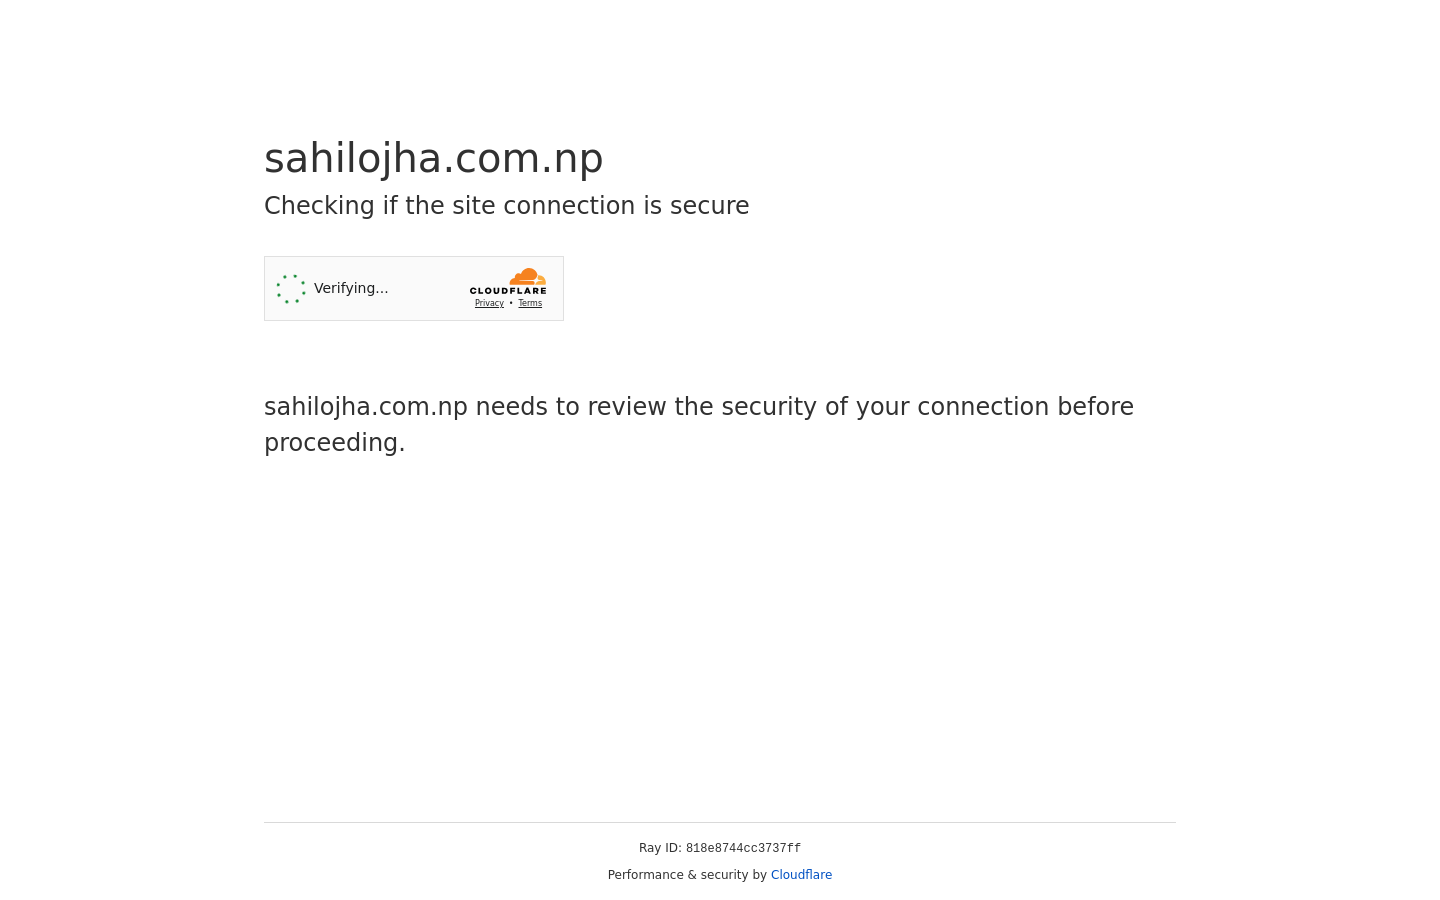 sahilojha.com.np
Checking if the site connection is secure
Verifying...
CLOUDFLARE
Privacy • Terms
sahilojha.com.np needs to review the security of your connection before
proceeding.
Ray ID: 818e8744cc3737ff
Performance & security by Cloudflare